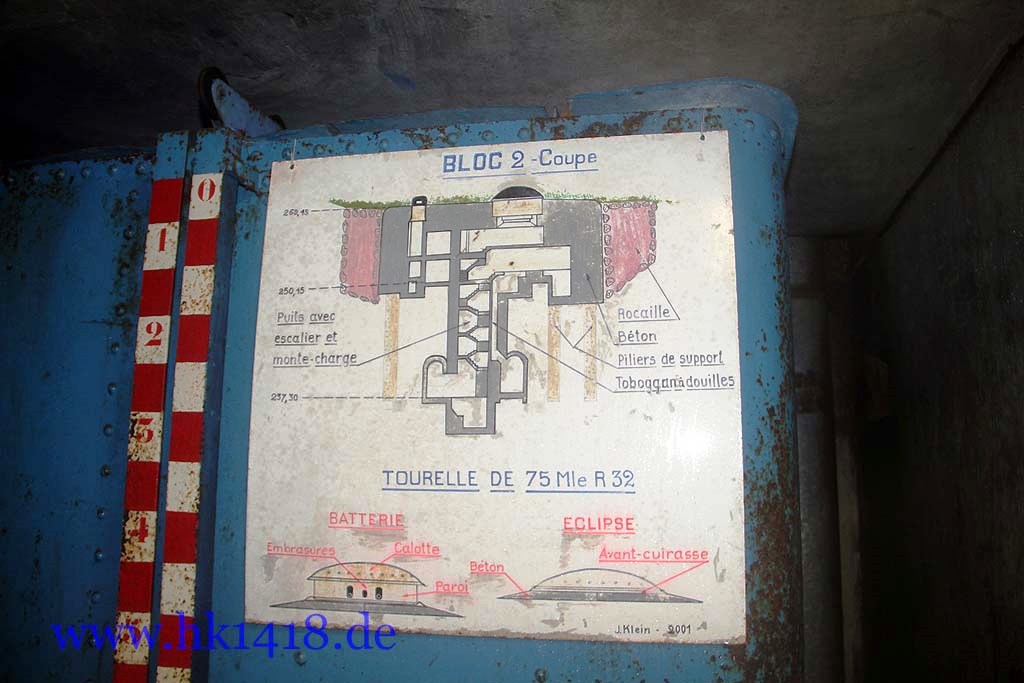 BLOC 2 - Coupe
260,15
250,15
Puits avec
escalier et
monte-charge
237,30
Rocaille
Béton
Piliers de support
Toboggan à douilles
TOURELLE DE 75 Mle R 32
BATTERIE
Embrasures
Calotte
Paroi
ECLIPSE
Avant-cuirasse
Béton
J. Klein - 2001
0
1
2
3
4
www.hk1418.de